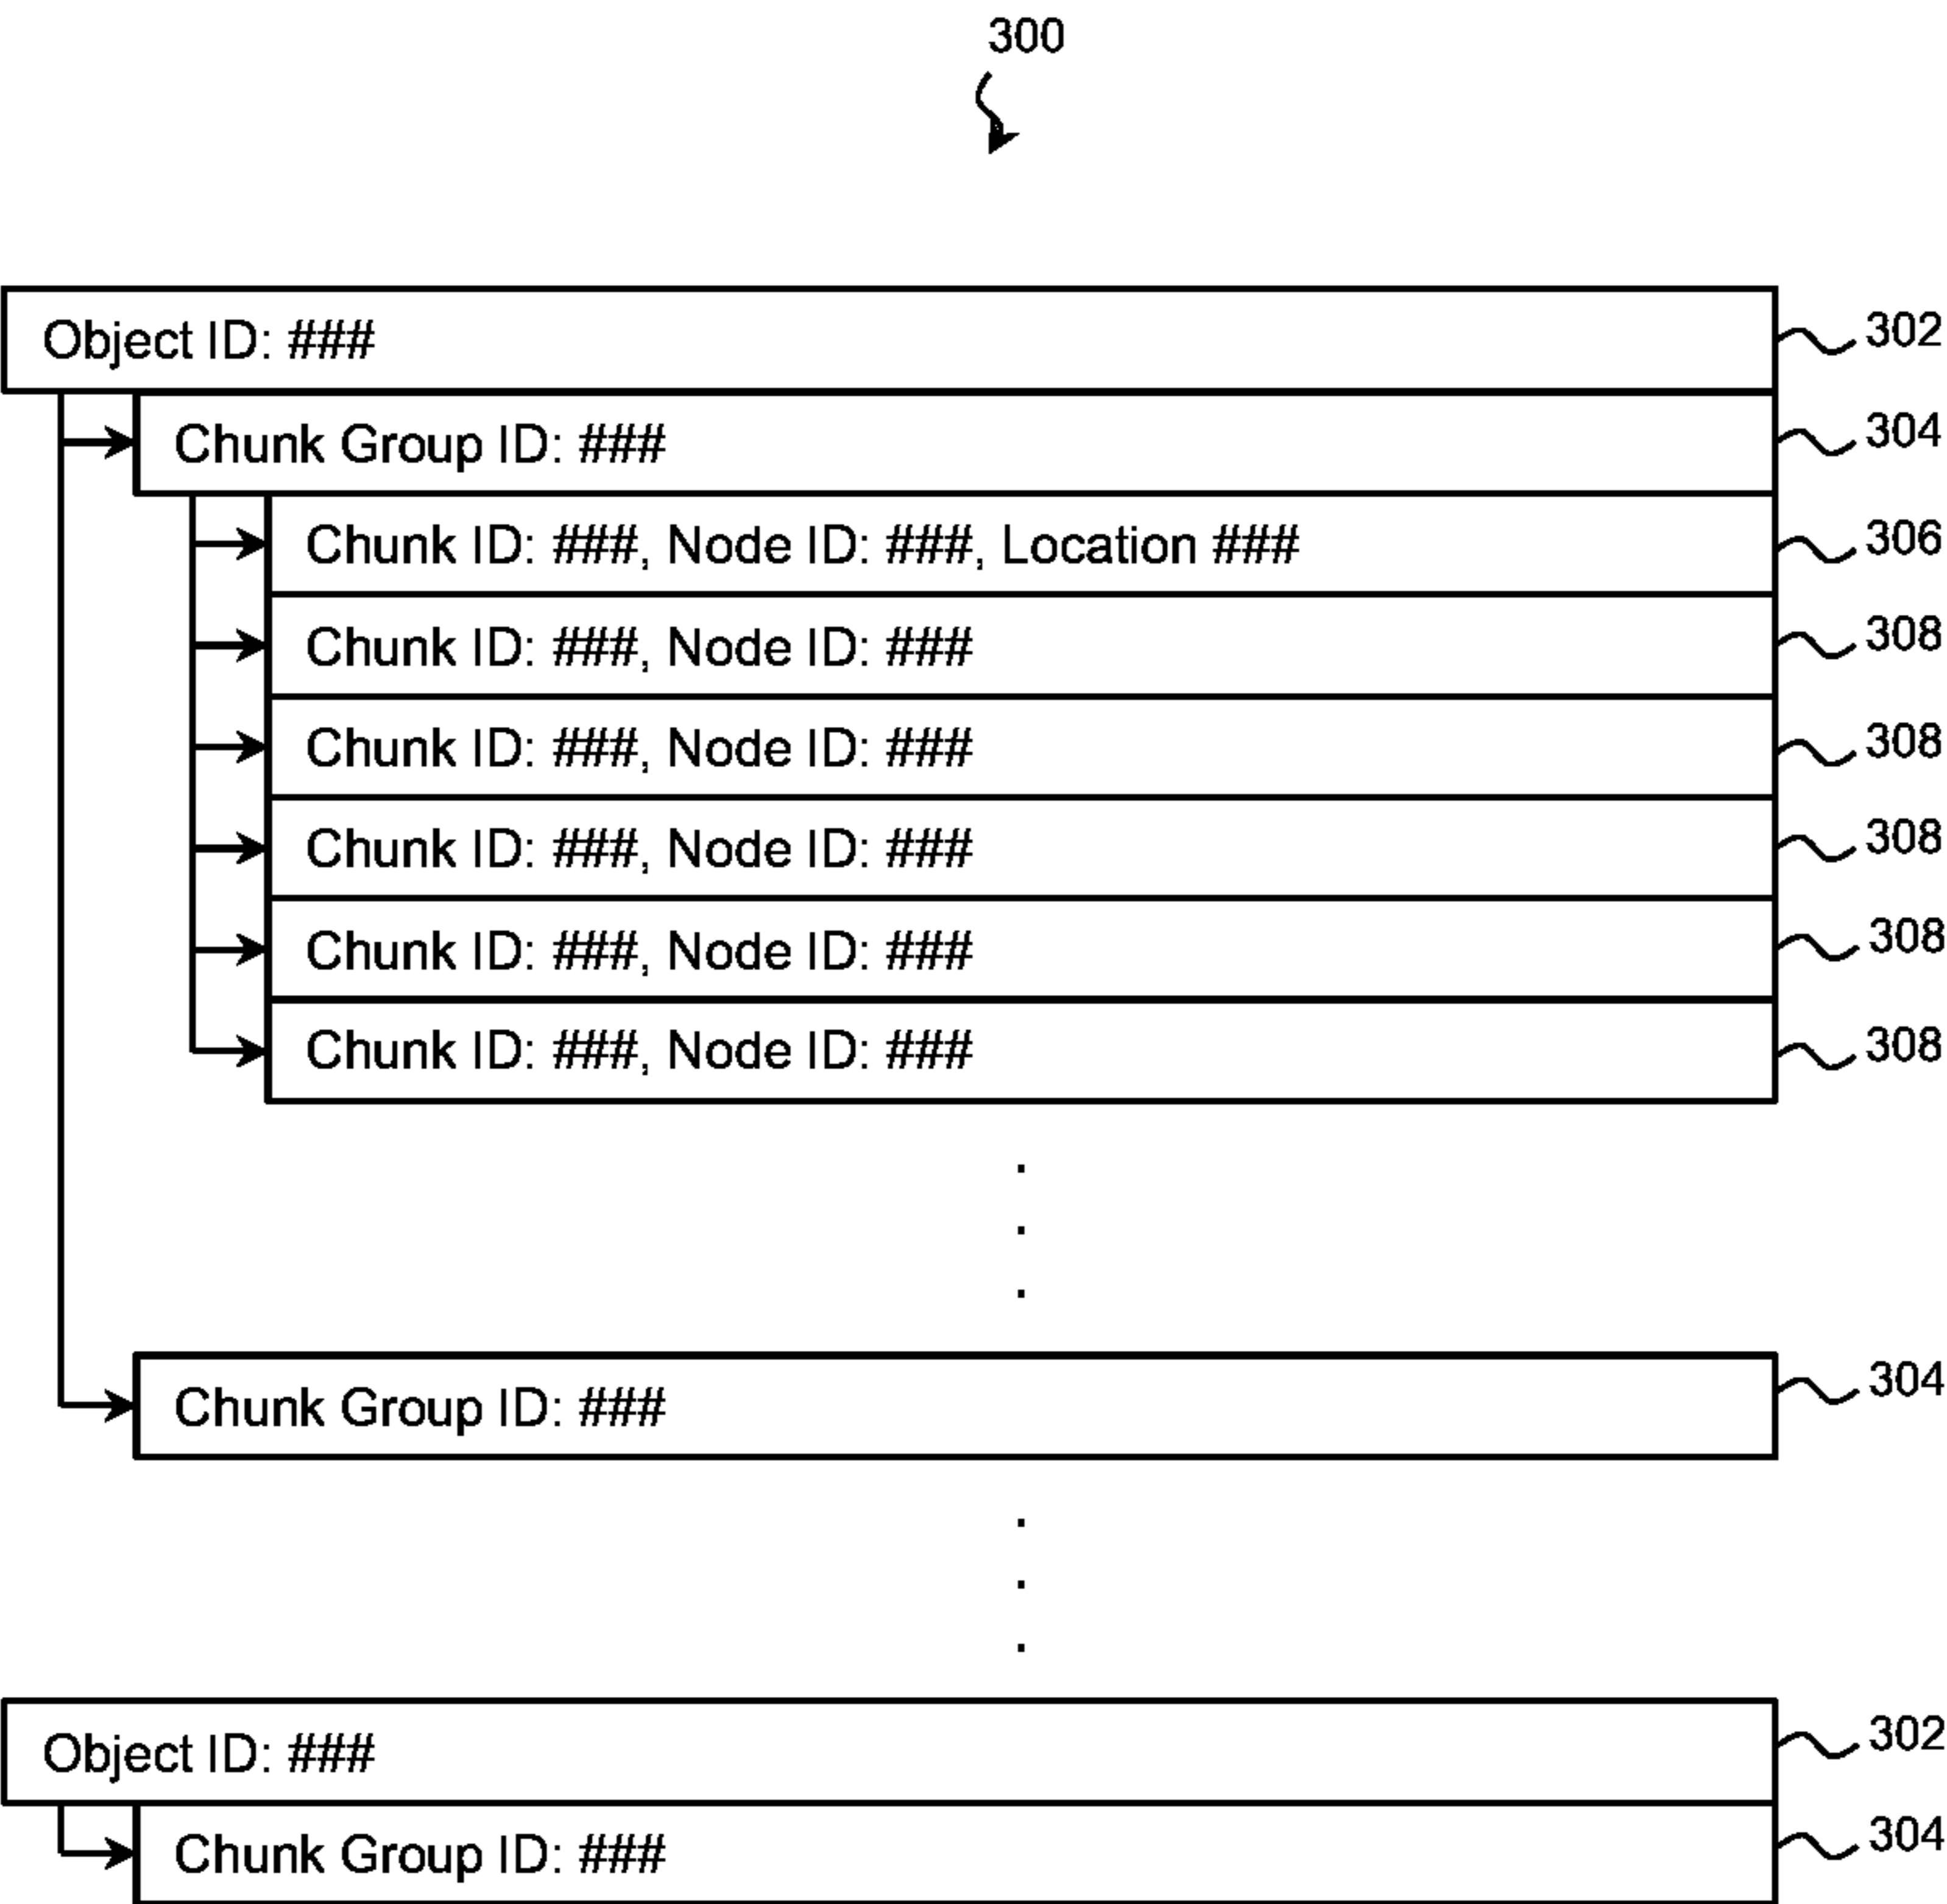 300
Object ID: ### 302
Chunk Group ID: ### 304
Chunk ID: ###, Node ID: ###, Location ### 306
Chunk ID: ###, Node ID: ### 308
Chunk ID: ###, Node ID: ### 308
Chunk ID: ###, Node ID: ### 308
Chunk ID: ###, Node ID: ### 308
Chunk ID: ###, Node ID: ### 308
.
.
.
Chunk Group ID: ### 304
.
.
.
Object ID: ### 302
Chunk Group ID: ### 304